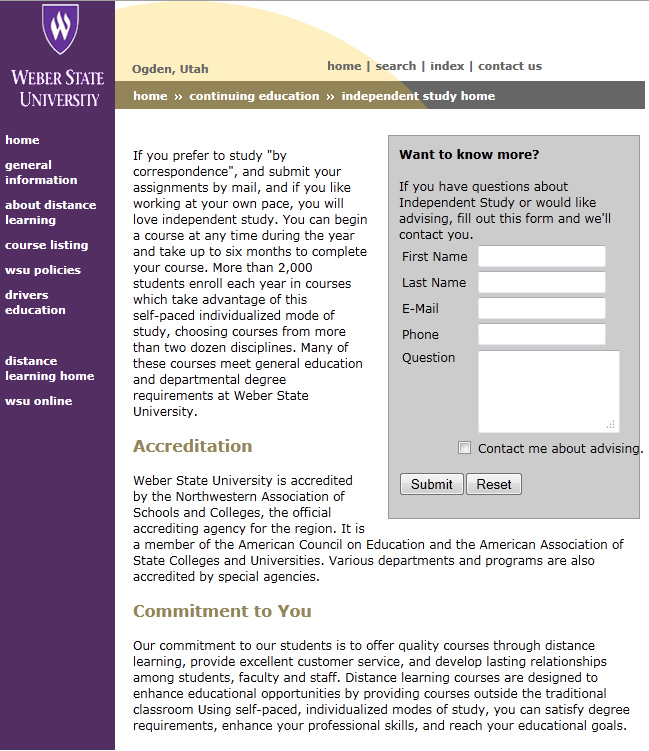 WEBER STATE
UNIVERSITY
Ogden, Utah
home | search | index | contact us
home » continuing education » independent study home
home
general
information
about distance
learning
course listing
wsu policies
drivers
education
distance
learning home
wsu online
If you prefer to study "by
correspondence", and submit your
assignments by mail, and if you like
working at your own pace, you will
love independent study. You can begin
a course at any time during the year
and take up to six months to complete
your course. More than 2,000
students enroll each year in courses
which take advantage of this
self-paced individualized mode of
study, choosing courses from more
than two dozen disciplines. Many of
these courses meet general education
and departmental degree
requirements at Weber State
University.
Want to know more?
If you have questions about
Independent Study or would like
advising, fill out this form and we'll
contact you.
First Name
Last Name
E-Mail
Phone
Question
Contact me about advising.
Submit Reset
Accreditation
Weber State University is accredited
by the Northwestern Association of
Schools and Colleges, the official
accrediting agency for the region. It is
a member of the American Council on Education and the American Association of
State Colleges and Universities. Various departments and programs are also
accredited by special agencies.
Commitment to You
Our commitment to our students is to offer quality courses through distance
learning, provide excellent customer service, and develop lasting relationships
among students, faculty and staff. Distance learning courses are designed to
enhance educational opportunities by providing courses outside the traditional
classroom Using self-paced, individualized modes of study, you can satisfy degree
requirements, enhance your professional skills, and reach your educational goals.